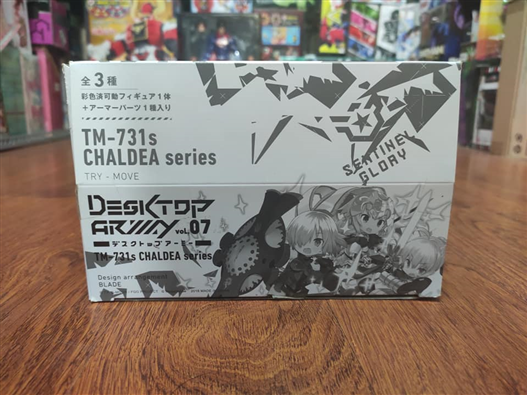 全3種
彩色済可動フィギュア1体
+アーマーパーツ1種入り
TM-731s
CHALDEA series
TRY - MOVE
SENTINEL
GLORY
DESKTOP
ARMY vol.07
デスクトップアーミー
TM-731s CHALDEA series
Design arrangement
BLADE